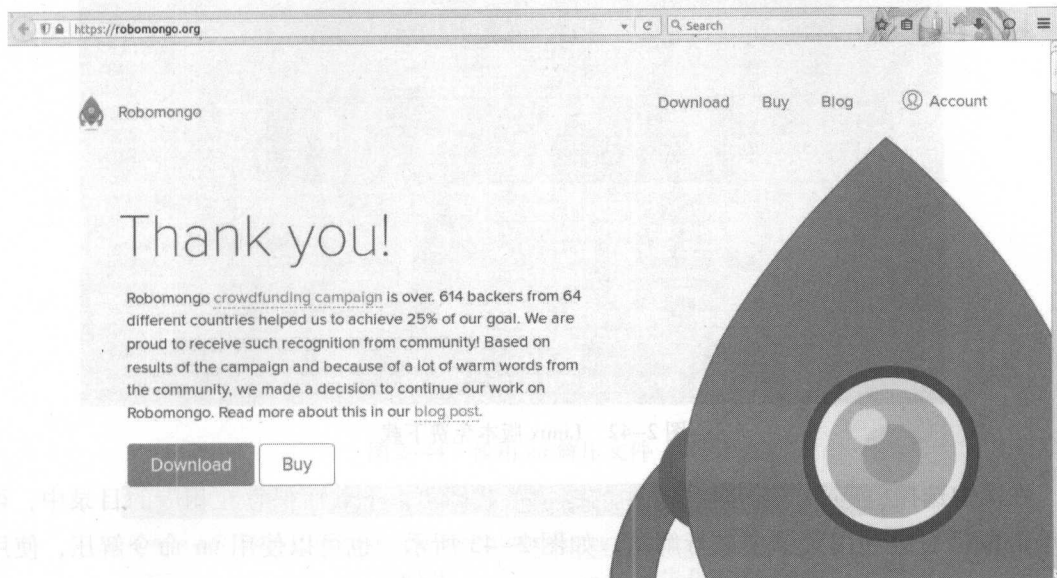 https://robomongo.org
Search
Robomongo
Download Buy Blog Account
Thank you!
Robomongo crowdfunding campaign is over. 614 backers from 64
different countries helped us to achieve 25% of our goal. We are
proud to receive such recognition from community! Based on
results of the campaign and because of a lot of warm words from
the community, we made a decision to continue our work on
Robomongo. Read more about this in our blog post.
Download Buy